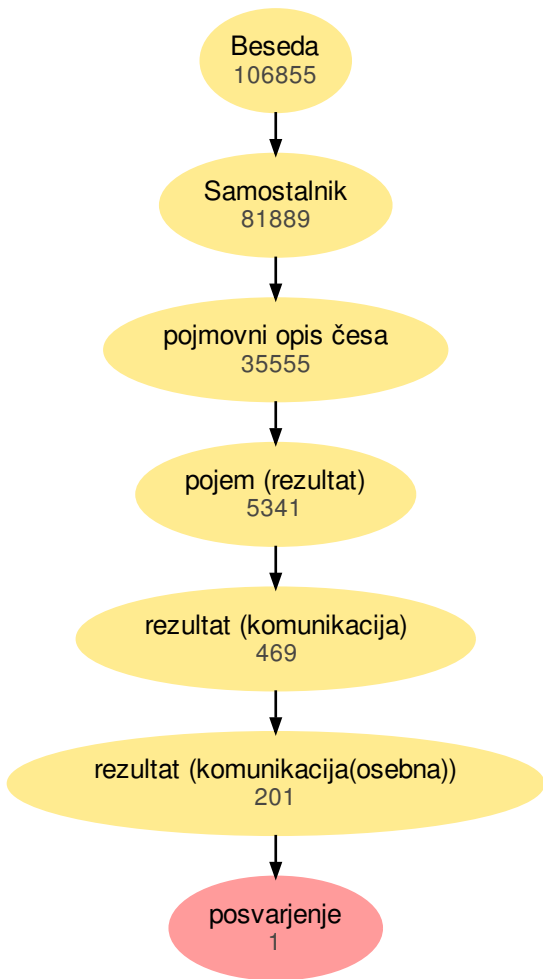 Beseda
106855
Samostalnik
81889
pojmovni opis česa
35555
pojem (rezultat)
5341
rezultat (komunikacija)
469
rezultat (komunikacija(osebna))
201
posvarjenje
1